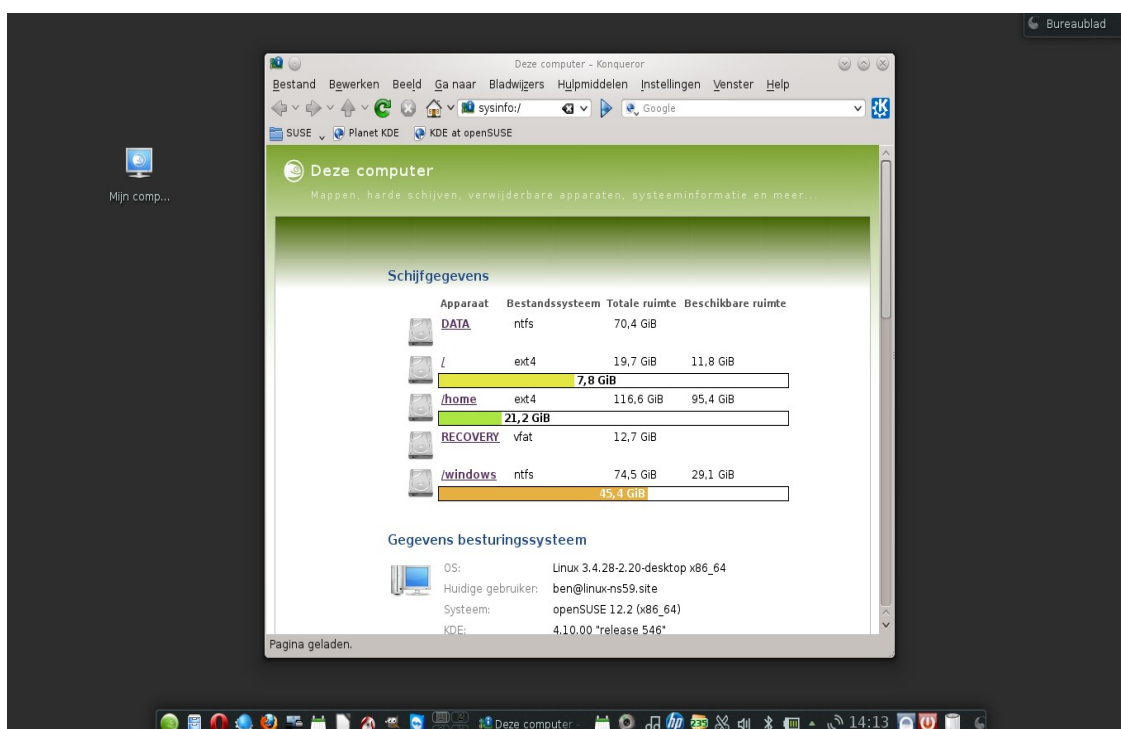 Bureaublad
Deze computer – Konqueror
Bestand Bewerken Beeld Ga naar Bladwijzers Hulpmiddelen Instellingen Venster Help
sysinfo:/ Google
SUSE Planet KDE KDE at openSUSE
Deze computer
Mappen, harde schijven, verwijderbare apparaten, systeeminformatie en meer..
Mijn comp...
Schijfgegevens
Apparaat Bestandssysteem Totale ruimte Beschikbare ruimte
DATA ntfs 70,4 GiB
/ ext4 19,7 GiB 11,8 GiB
7,8 GiB
/home ext4 116,6 GiB 95,4 GiB
21,2 GiB
RECOVERY vfat 12,7 GiB
/windows ntfs 74,5 GiB 29,1 GiB
45,4 GiB
Gegevens besturingssysteem
OS: Linux 3.4.28-2.20-desktop x86_64
Huidige gebruiker: ben@linux-ns59.site
Systeem: openSUSE 12.2 (x86_64)
KDE: 4.10.00 "release 546"
Pagina geladen.
Deze computer hp 235 14:13